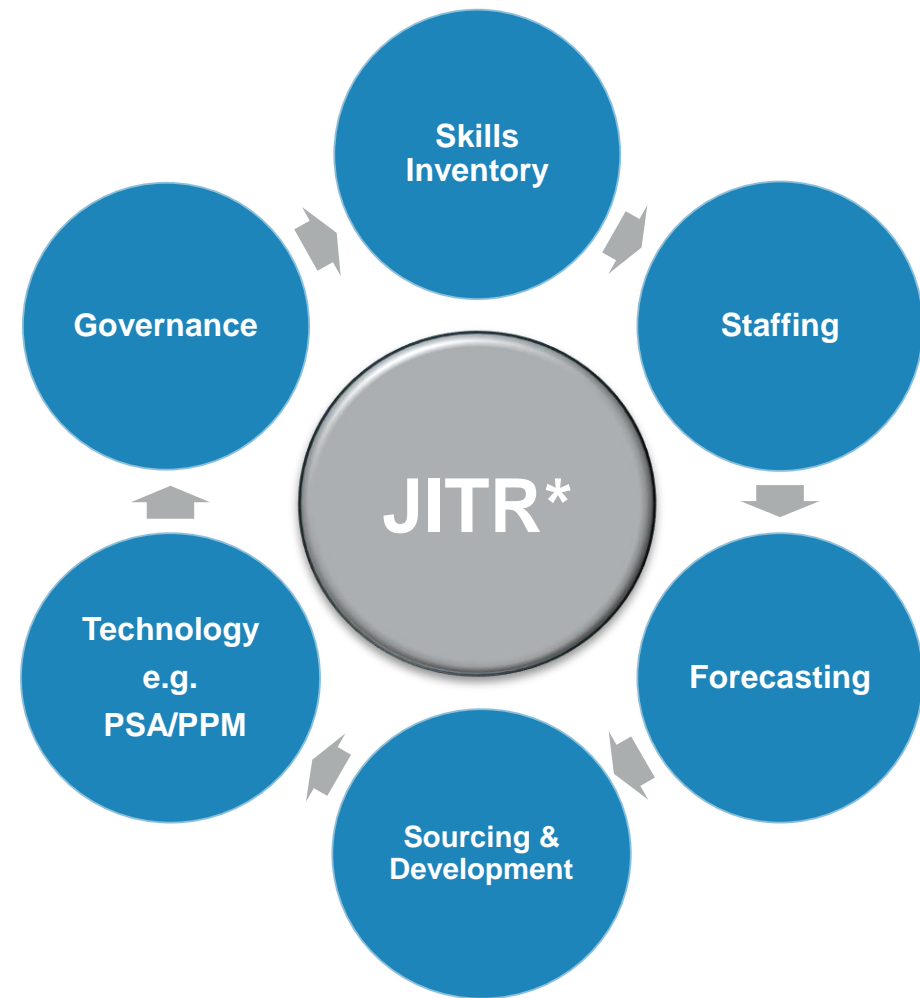 Skills
Inventory
Staffing
Forecasting
Sourcing &
Development
Technology
e.g.
PSA/PPM
Governance
JITR*